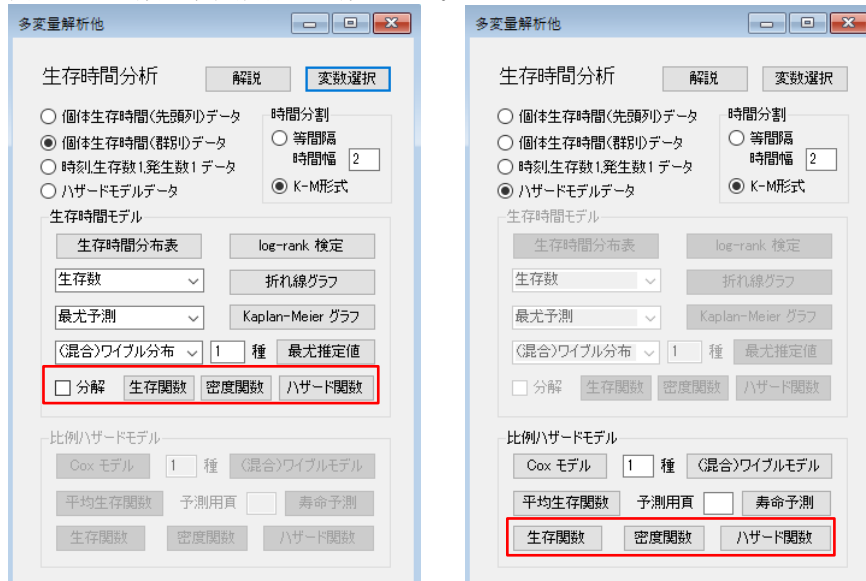 多変量解析他
生存時間分析 解説 変数選択
個体生存時間(先頭列)データ
個体生存時間(群別)データ
時刻,生存数1,発生数1 データ
ハザードモデルデータ
時間分割
等間隔
時間幅 2
K-M形式
生存時間モデル
生存時間分布表 log-rank 検定
生存数 折れ線グラフ
最尤予測 Kaplan-Meier グラフ
(混合)ワイブル分布 1 種 最尤推定値
分解 生存関数 密度関数 ハザード関数
比例ハザードモデル
Cox モデル 1 種 (混合)ワイブルモデル
平均生存関数 予測用頁 寿命予測
生存関数 密度関数 ハザード関数
多変量解析他
生存時間分析 解説 変数選択
個体生存時間(先頭列)データ
個体生存時間(群別)データ
時刻,生存数1,発生数1 データ
ハザードモデルデータ
時間分割
等間隔
時間幅 2
K-M形式
生存時間モデル
生存時間分布表 log-rank 検定
生存数 折れ線グラフ
最尤予測 Kaplan-Meier グラフ
(混合)ワイブル分布 1 種 最尤推定値
分解 生存関数 密度関数 ハザード関数
比例ハザードモデル
Cox モデル 1 種 (混合)ワイブルモデル
平均生存関数 予測用頁 寿命予測
生存関数 密度関数 ハザード関数